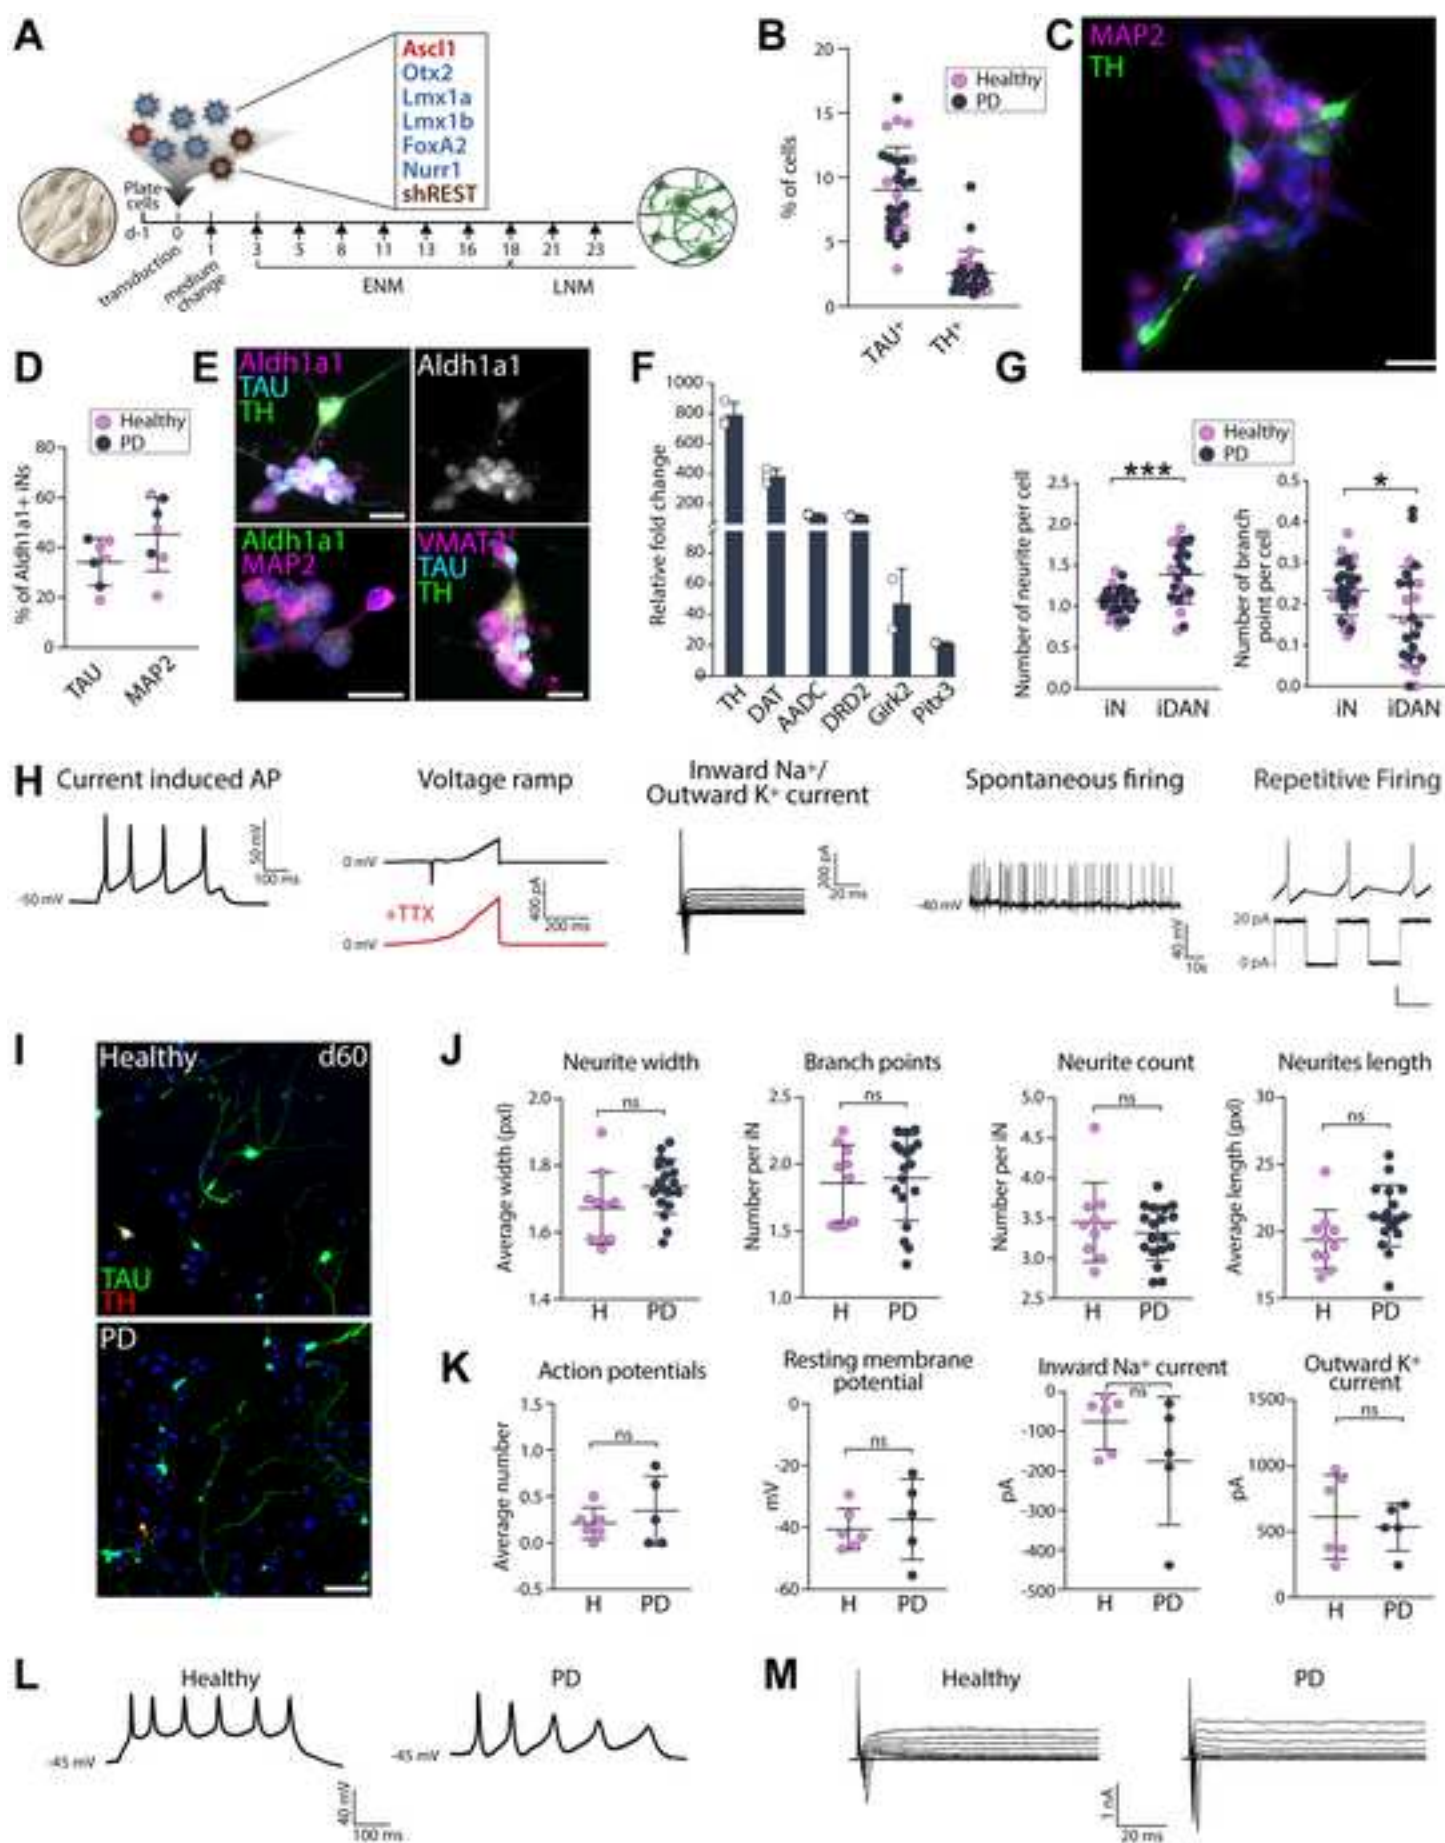 A
Ascl1
Otx2
Lmx1a
Lmx1b
FoxA2
Nurr1
shREST
Plate
cells
d-1 0 1 3 5 8 11 13 16 18 21 23
transduction
medium
change
ENM
LNM
B
Healthy
PD
% of cells
20
15
10
5
0
TAU+
TH+
C
MAP2
TH
D
Healthy
PD
% of Aldh1a1+ iNs
80
60
40
20
0
TAU
MAP2
E
Aldh1a1
TAU
TH
Aldh1a1
Aldh1a1
MAP2
VMAT2
TAU
TH
F
Relative fold change
1000
800
600
400
200
80
60
40
20
0
TH
DAT
AADC
DRD2
Girk2
Pitx3
G
Healthy
PD
Number of neurite per cell
2.5
2.0
1.5
1.0
0.5
0.0
***
iN
iDAN
Number of branch
point per cell
0.5
0.4
0.3
0.2
0.1
0.0
*
iN
iDAN
H
Current induced AP
-50 mV
50 mV
100 ms
Voltage ramp
0 mV
+TTX
0 mV
400 pA
200 ms
Inward Na+/
Outward K+ current
200 pA
20 ms
Spontaneous firing
-40 mV
40 mV
10s
Repetitive Firing
20 pA
0 pA
I
Healthy
d60
TAU
TH
PD
J
Neurite width
Average width (pxl)
2.0
1.8
1.6
1.4
ns
H
PD
Branch points
Number per iN
2.5
2.0
1.5
1.0
ns
H
PD
Neurite count
Number per iN
5.0
4.5
4.0
3.5
3.0
2.5
ns
H
PD
Neurites length
Average length (pxl)
30
25
20
15
ns
H
PD
K
Action potentials
Average number
1.5
1.0
0.5
0.0
-0.5
ns
H
PD
Resting membrane
potential
mV
0
-20
-40
-60
ns
H
PD
Inward Na+ current
pA
0
-100
-200
-300
-400
-500
ns
H
PD
Outward K+
current
pA
1500
1000
500
0
ns
H
PD
L
Healthy
-45 mV
40 mV
100 ms
PD
-45 mV
M
Healthy
1 nA
20 ms
PD